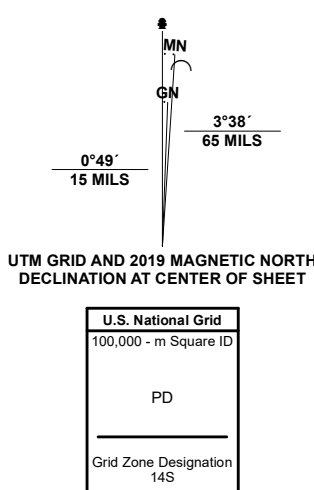 MN
GN
3°38´
65 MILS
0°49´
15 MILS
UTM GRID AND 2019 MAGNETIC NORTH
DECLINATION AT CENTER OF SHEET
U.S. National Grid
100,000 - m Square ID
PD
Grid Zone Designation
14S